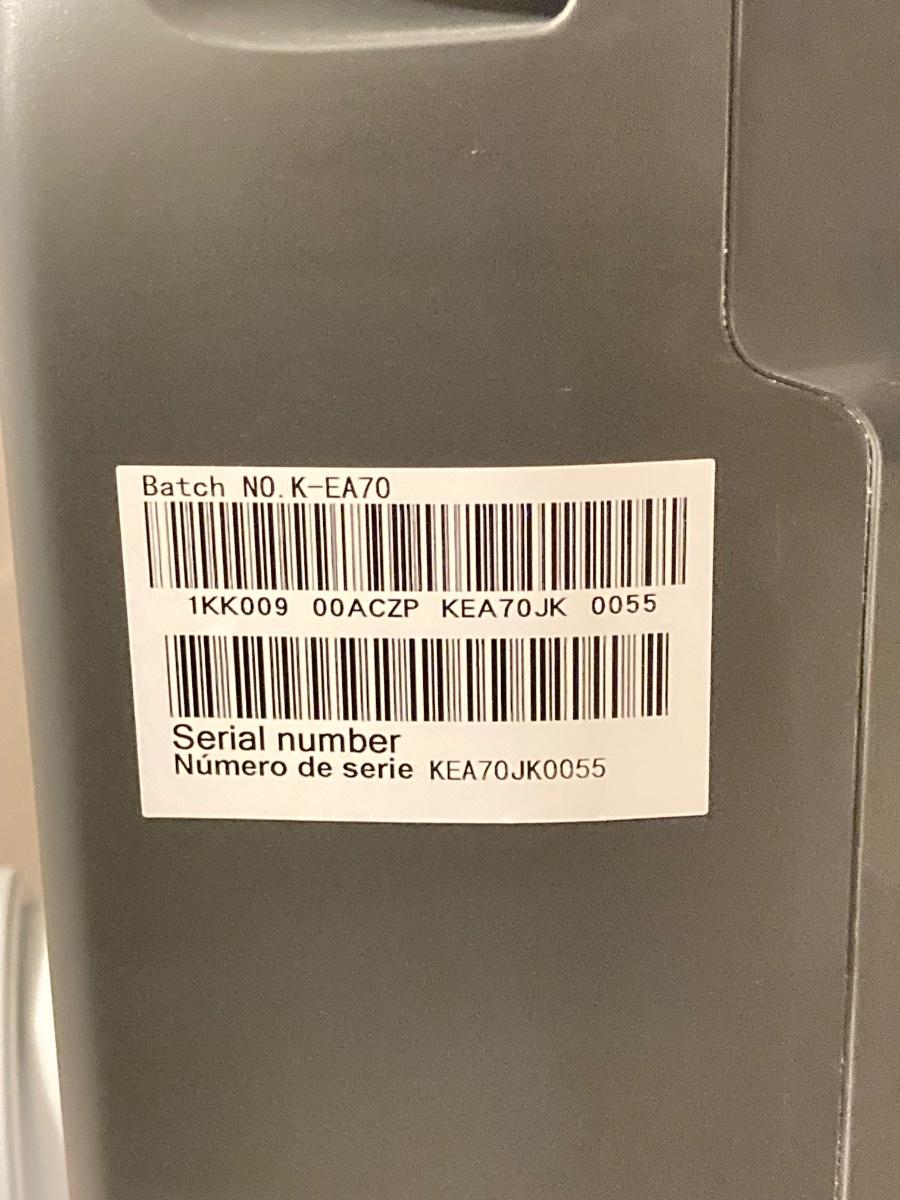 Batch NO.K-EA70
1KK009 00ACZP KEA70JK 0055
Serial number
Número de serie KEA70JK0055